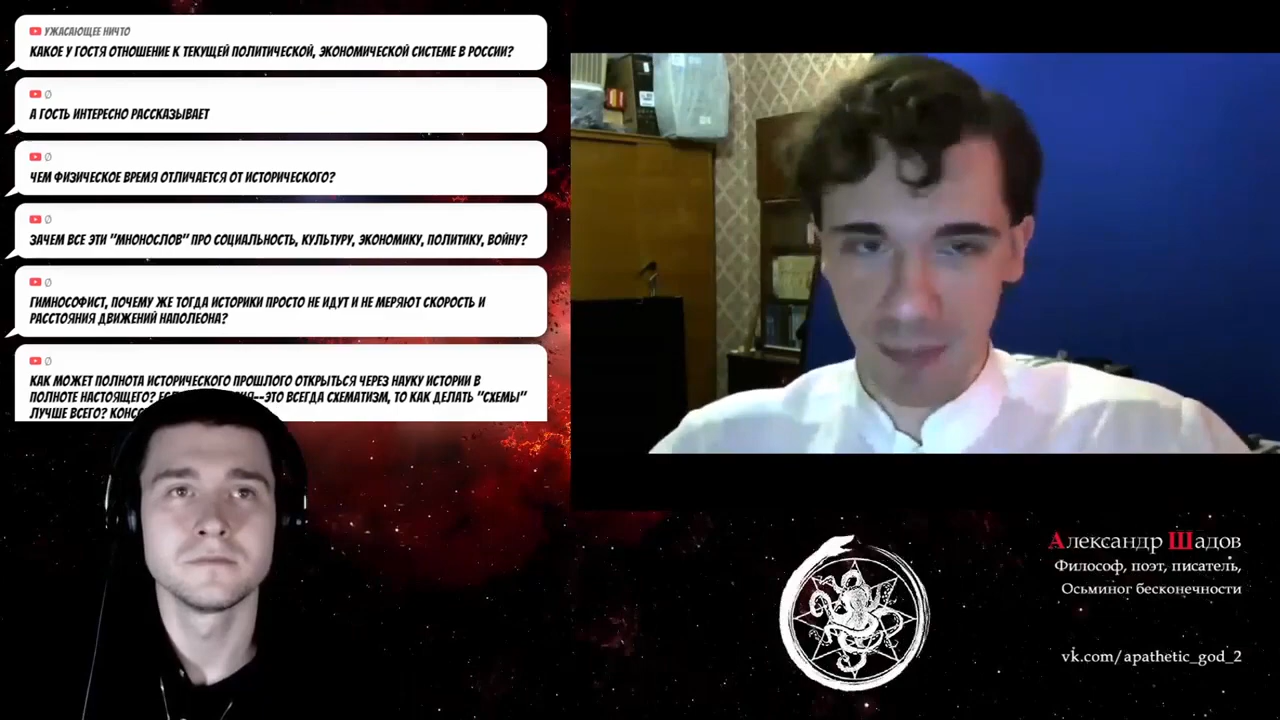 УЖАСАЮЩЕЕ НИЧТО
КАКОЕ У ГОСТЯ ОТНОШЕНИЕ К ТЕКУЩЕЙ ПОЛИТИЧЕСКОЙ, ЭКОНОМИЧЕСКОЙ СИСТЕМЕ В РОССИИ?
Ø
А ГОСТЬ ИНТЕРЕСНО РАССКАЗЫВАЕТ
Ø
ЧЕМ ФИЗИЧЕСКОЕ ВРЕМЯ ОТЛИЧАЕТСЯ ОТ ИСТОРИЧЕСКОГО?
Ø
ЗАЧЕМ ВСЕ ЭТИ "МНОНОСЛОВ" ПРО СОЦИАЛЬНОСТЬ, КУЛЬТУРУ, ЭКОНОМИКУ, ПОЛИТИКУ, ВОЙНУ?
Ø
ГИМНОСОФИСТ, ПОЧЕМУ ЖЕ ТОГДА ИСТОРИКИ ПРОСТО НЕ ИДУТ И НЕ МЕРЯЮТ СКОРОСТЬ И
РАССТОЯНИЯ ДВИЖЕНИЙ НАПОЛЕОНА?
Ø
КАК МОЖЕТ ПОЛНОТА ИСТОРИЧЕСКОГО ПРОШЛОГО ОТКРЫТЬСЯ ЧЕРЕЗ НАУКУ ИСТОРИИ В
ПОЛНОТЕ НАСТОЯЩЕГО? ЭТО ВСЕГДА СХЕМАТИЗМ, ТО КАК ДЕЛАТЬ "СХЕМЫ"
ЛУЧШЕ ВСЕГО?
Александр Шадов
Философ, поэт, писатель,
Осьминог бесконечности
vk.com/apathetic_god_2